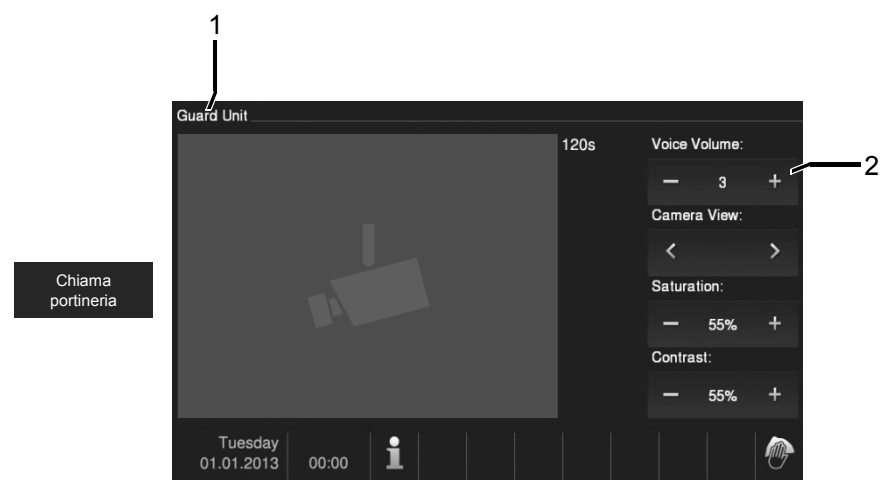 1
Guard Unit
120s
Voice Volume:
3
2
Camera View:
Chiama
portineria
Saturation:
55%
Contrast:
55%
Tuesday
01.01.2013
00:00